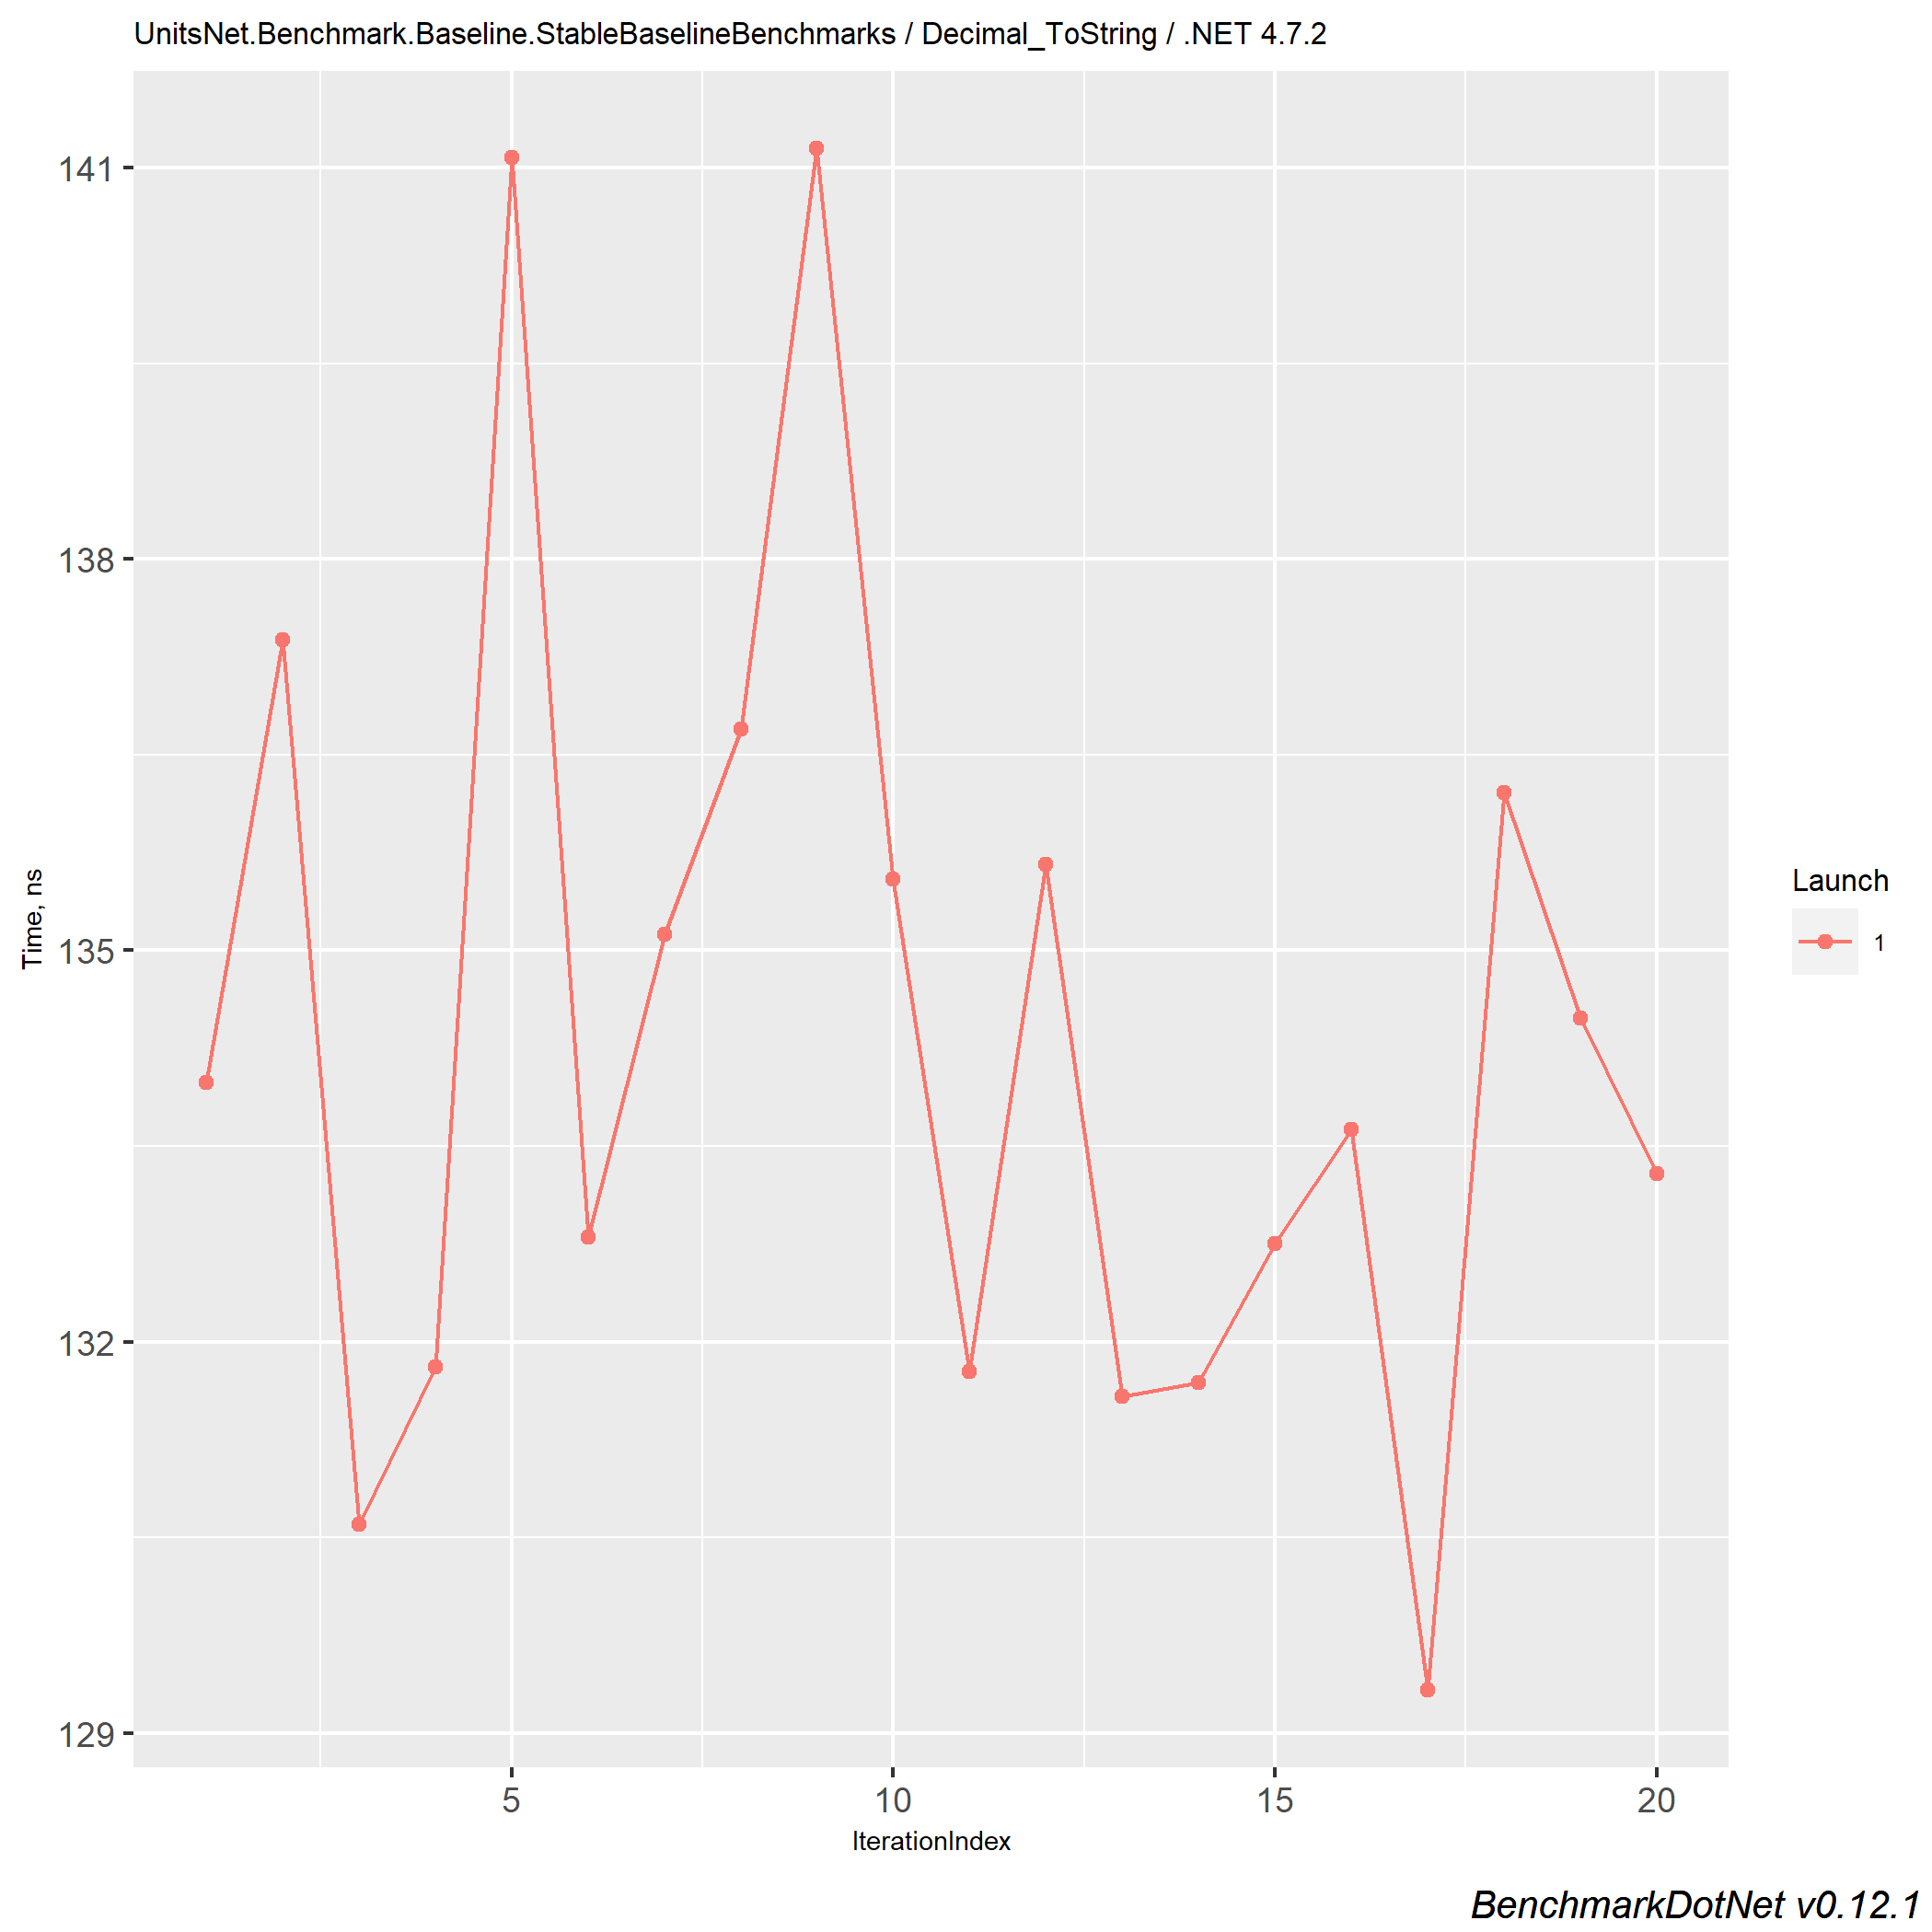 UnitsNet.Benchmark.Baseline.StableBaselineBenchmarks / Decimal_ToString / .NET 4.7.2
141
138
135
132
129
Time, ns
5 10 15 20
IterationIndex
Launch
1
BenchmarkDotNet v0.12.1